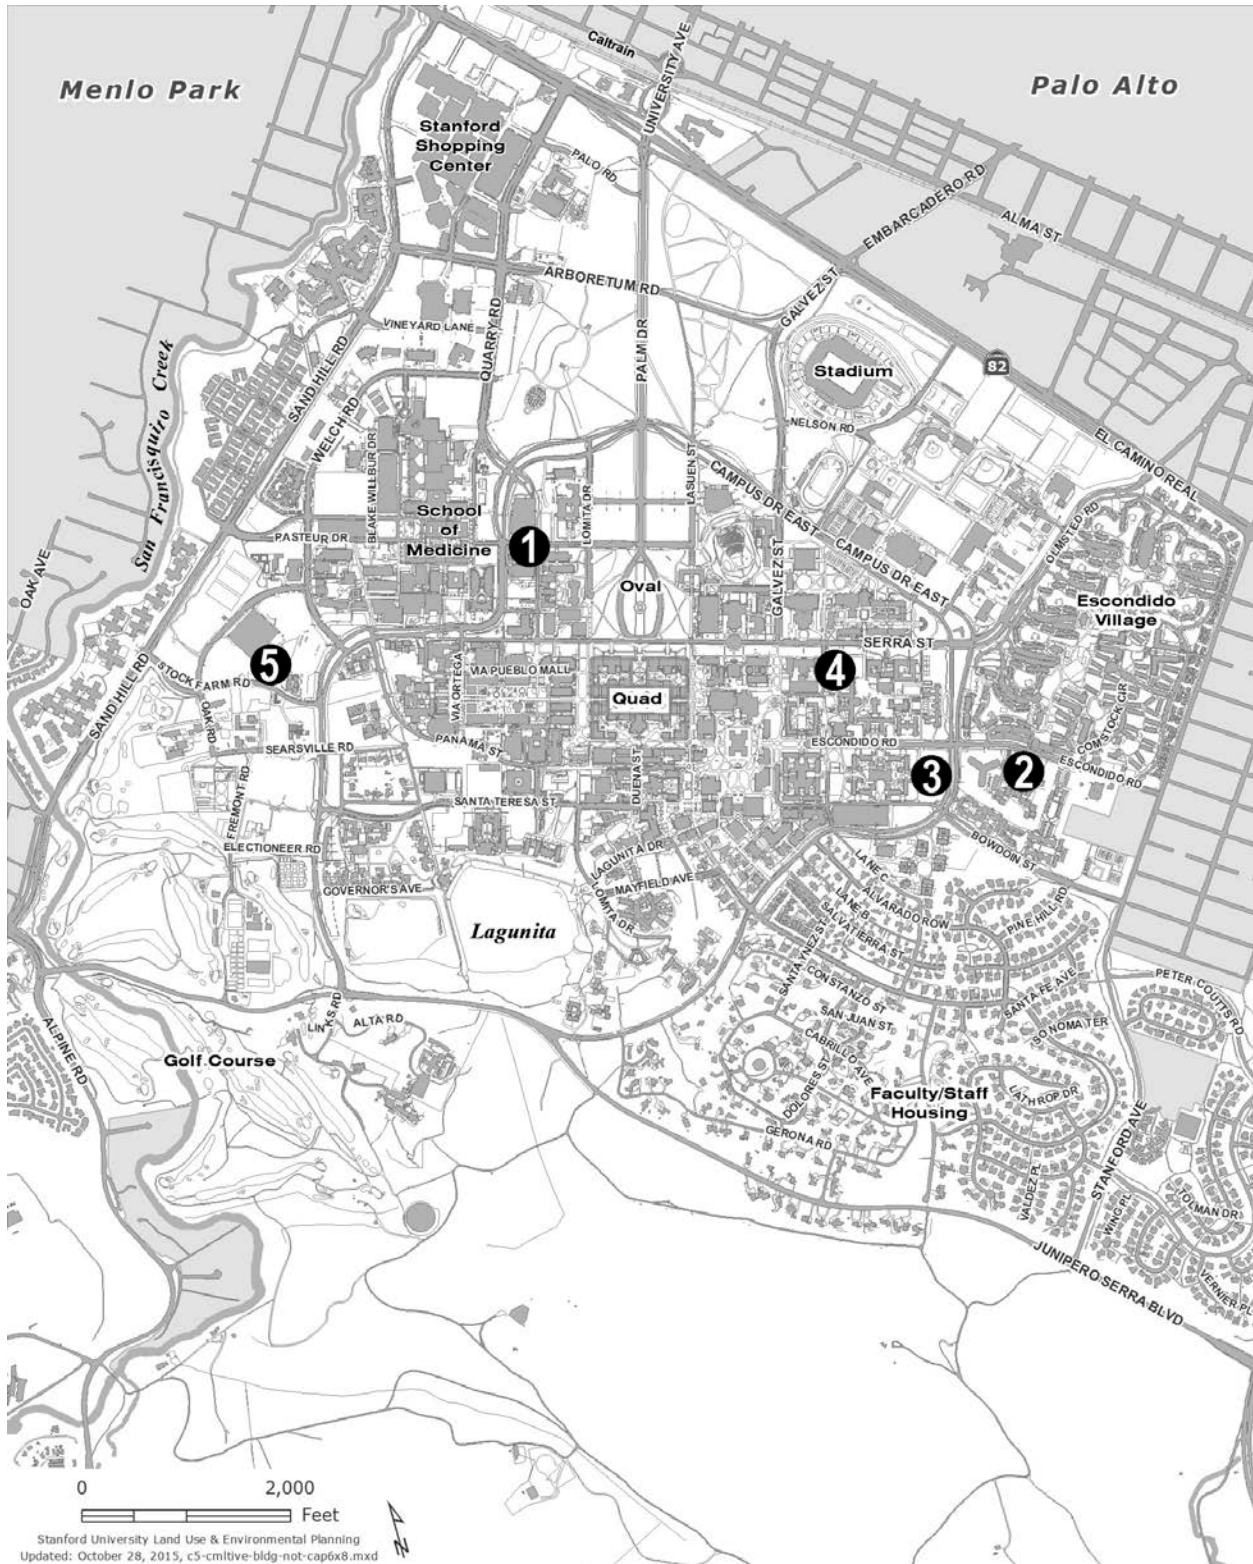 Menlo Park
Palo Alto
Caltrain
UNIVERSITY AVE
Stanford
Shopping
Center
PALO RD
EMBARCADERO RD
ALMA ST
ARBORETUM RD
GALVEZ ST
VINEYARD LANE
QUARRY RD
PALM DR
Stadium
82
San Francisquito Creek
SAND HILL RD
WELCH RD
NELSON RD
EL CAMINO REAL
BLAKE WILBUR DR
LASUEN ST
CAMPUS DR EAST
School
of
Medicine
LOMITA DR
PASTEUR DR
1
GALVEZ ST
CAMPUS DR EAST
OLMSTED RD
OAK AVE
Oval
Escondido
Village
SERRA ST
5
STOCK FARM RD
VIA ORTEGA
VIA PUEBLO MALL
4
SAND HILL RD
OAK RD
Quad
COMSTOCK CIR
SEARSVILLE RD
PANAMA ST
ESCONDIDO RD
ESCONDIDO RD
3
2
FREMONT RD
DUENA ST
SANTA TERESA ST
ELECTIONEER RD
LAGUNITA DR
BOWDOIN ST
LANE C
GOVERNOR'S AVE
MAYFIELD AVE
LOMITA DR
ALVARADO ROW
LANE B
SALVATIERRA ST
PINE HILL RD
Lagunita
SANTA YNEZ ST
CONSTANZO ST
SANTA FE AVE
PETER COUTTS RD
LINKS RD
ALTA RD
SAN JUAN ST
SONOMA TER
ALPINE RD
Golf Course
CABRILLO AVE
DOLORES ST
Faculty/Staff
Housing
LATHROP DR
GERONA RD
STANFORD AVE
VALDEZ PL
WING PL
TOLMAN DR
JUNIPERO SERRA BLVD
VERNIER PL
0 2,000
Feet
N
Stanford University Land Use & Environmental Planning
Updated: October 28, 2015, c5-cmltive-bldg-not-cap6x8.mxd